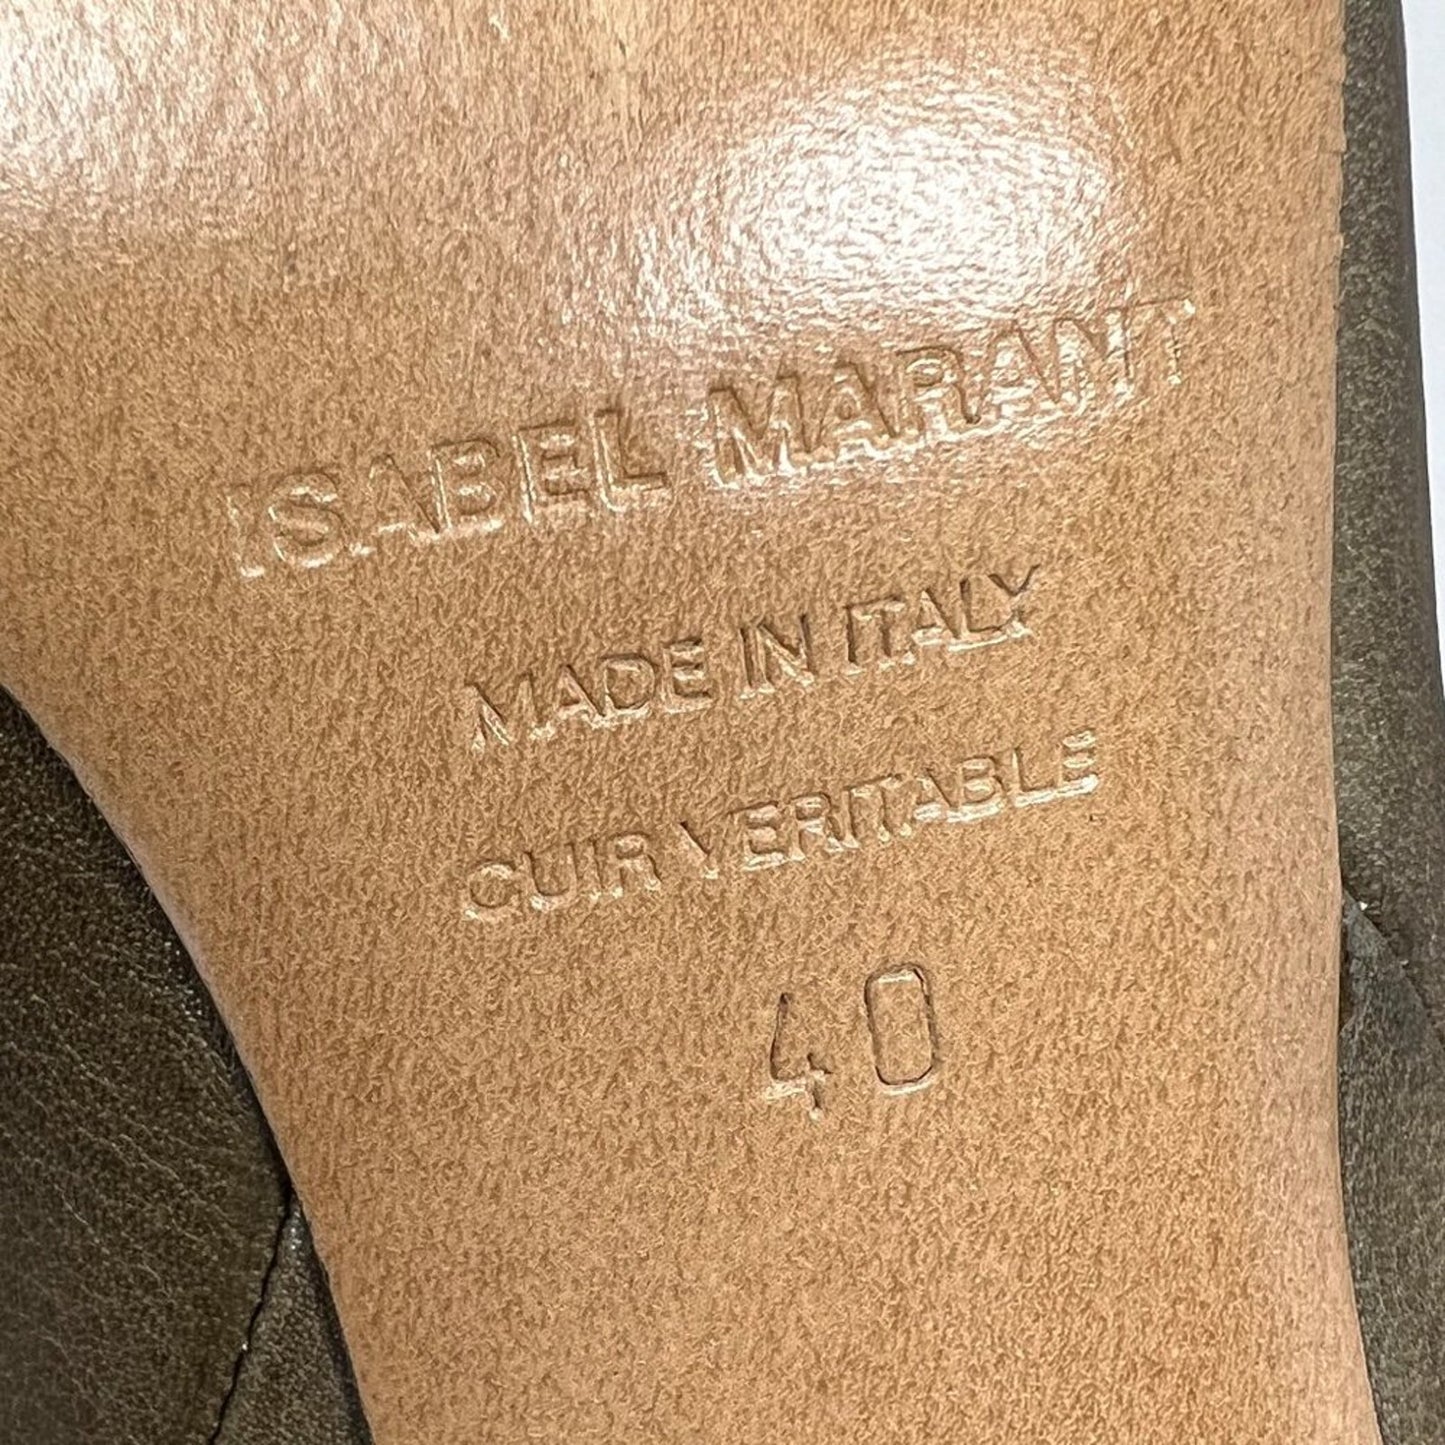 ISABEL MARANT
MADE IN ITALY
CUIR VERITABLE
40